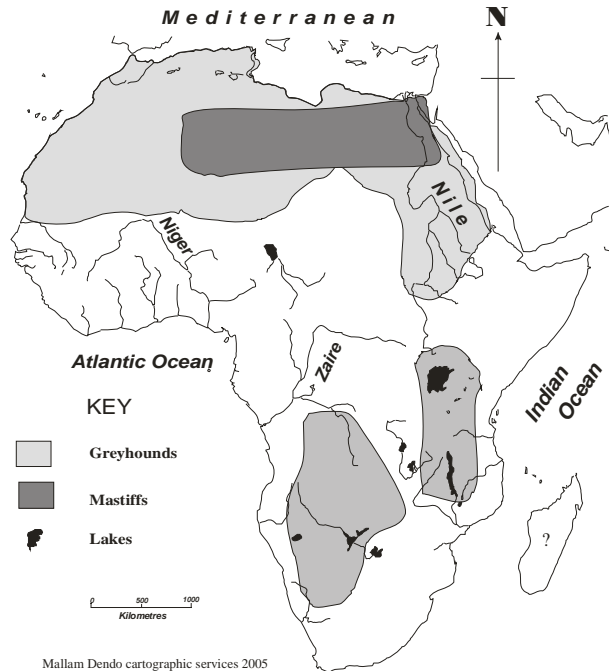 Mediterranean
N
Nile
Niger
Atlantic Ocean
Zaire
Indian
Ocean
KEY
Greyhounds
Mastiffs
Lakes
?
0 500 1000
Kilometres
Mallam Dendo cartographic services 2005